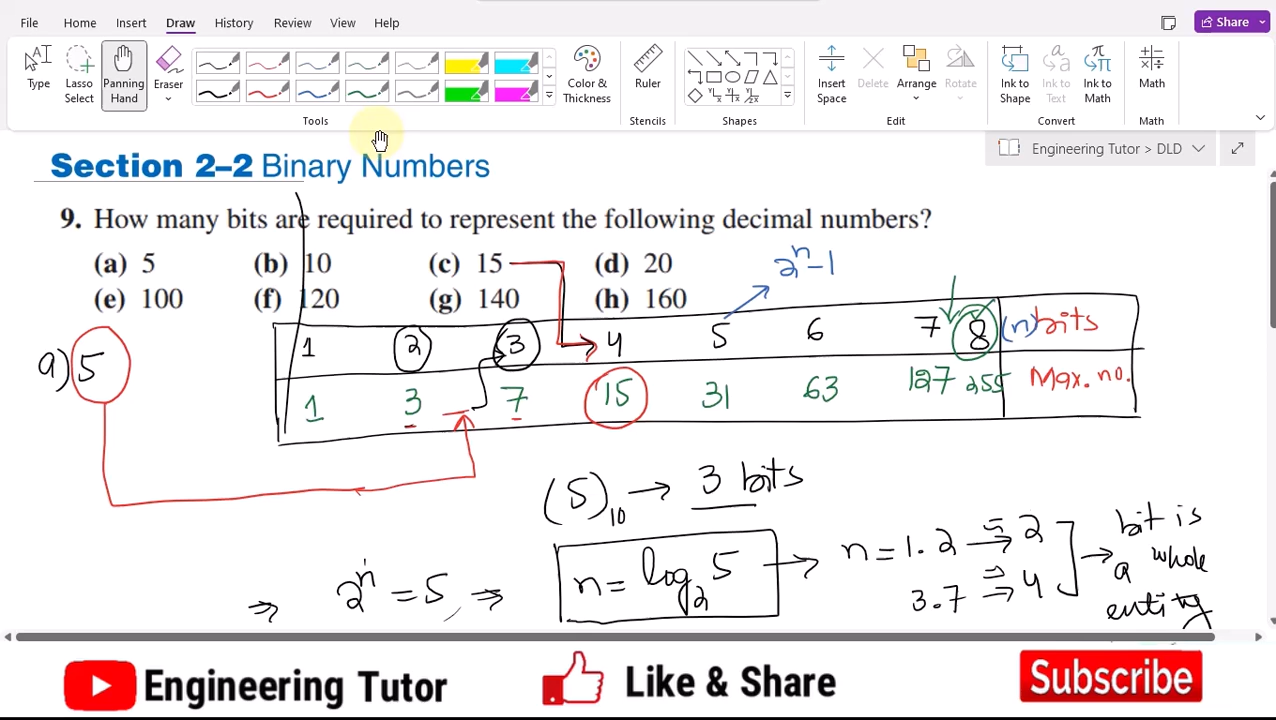 File Home Insert Draw History Review View Help Share
Type Lasso Select Panning Hand Eraser Color & Thickness Ruler Insert Space Delete Arrange Rotate Ink to Shape Ink to Text Ink to Math Math
Tools Stencils Shapes Edit Convert Math
Engineering Tutor > DLD
Section 2–2 Binary Numbers
9. How many bits are required to represent the following decimal numbers?
(a) 5 (b) 10 (c) 15 (d) 20
2^n-1
(e) 100 (f) 120 (g) 140 (h) 160
1 2 3 4 5 6 7 8 (n) bits
a) 5
1 3 7 15 31 63 127 255 Max. no.
(5)₁₀ → 3 bits
2^n = 5 ⇒ n = log₂ 5 → n = 1.2 ⇒ 2
3.7 ⇒ 4
→ bit is
a whole
entity
Engineering Tutor Like & Share Subscribe